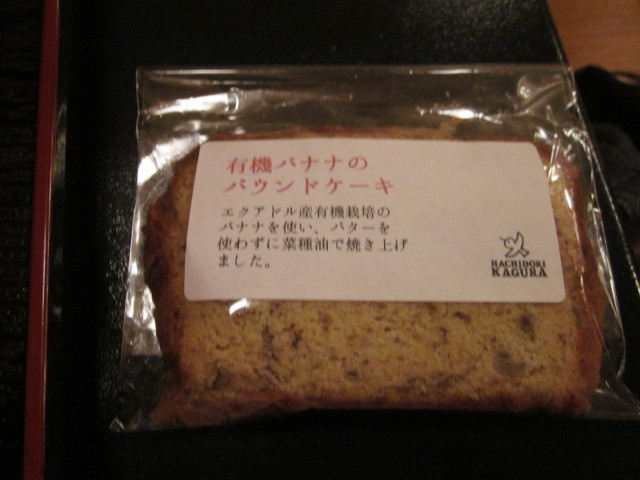 有機バナナの
パウンドケーキ
エクアドル産有機栽培の
バナナを使い、バターを
使わずに菜種油で焼き上げ
ました。
HACHIDORI
KAGURA